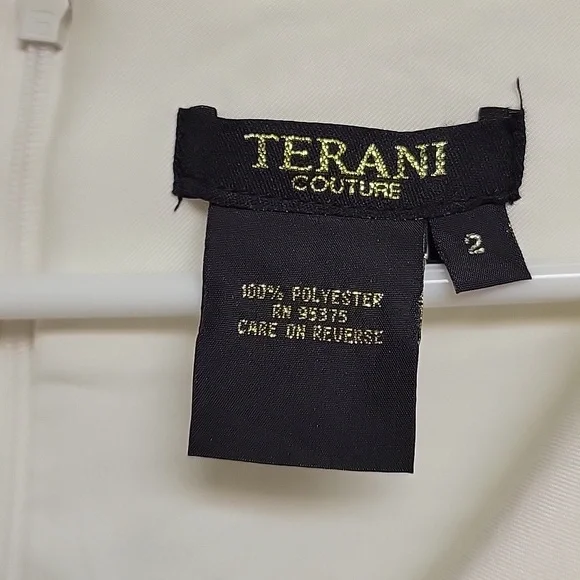 TERANI
COUTURE
2
100% POLYESTER
RN 95375
CARE ON REVERSE